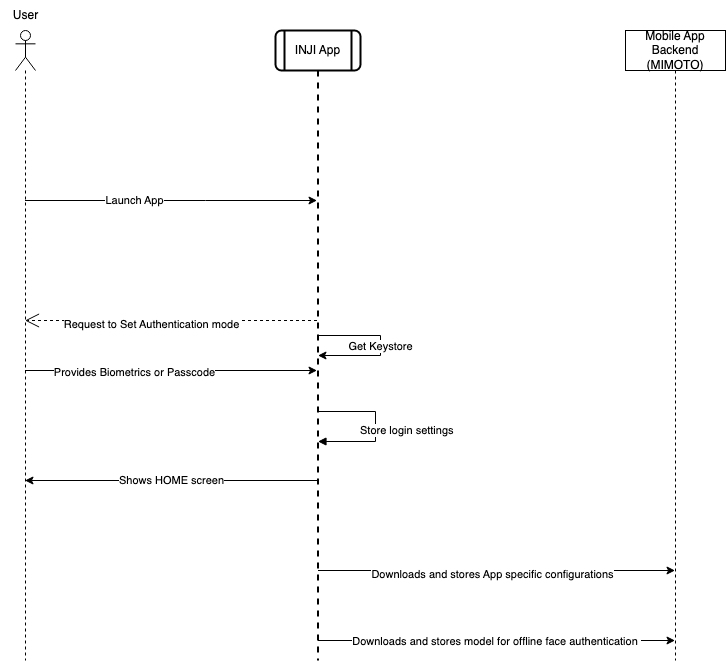 User
INJI App
Mobile App
Backend
(MIMOTO)
Launch App
Request to Set Authentication mode
Get Keystore
Provides Biometrics or Passcode
Store login settings
Shows HOME screen
Downloads and stores App specific configurations
Downloads and stores model for offline face authentication